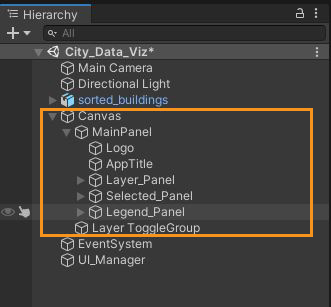 Hierarchy
All
City_Data_Viz*
Main Camera
Directional Light
sorted_buildings
Canvas
MainPanel
Logo
AppTitle
Layer_Panel
Selected_Panel
Legend_Panel
Layer ToggleGroup
EventSystem
UI_Manager